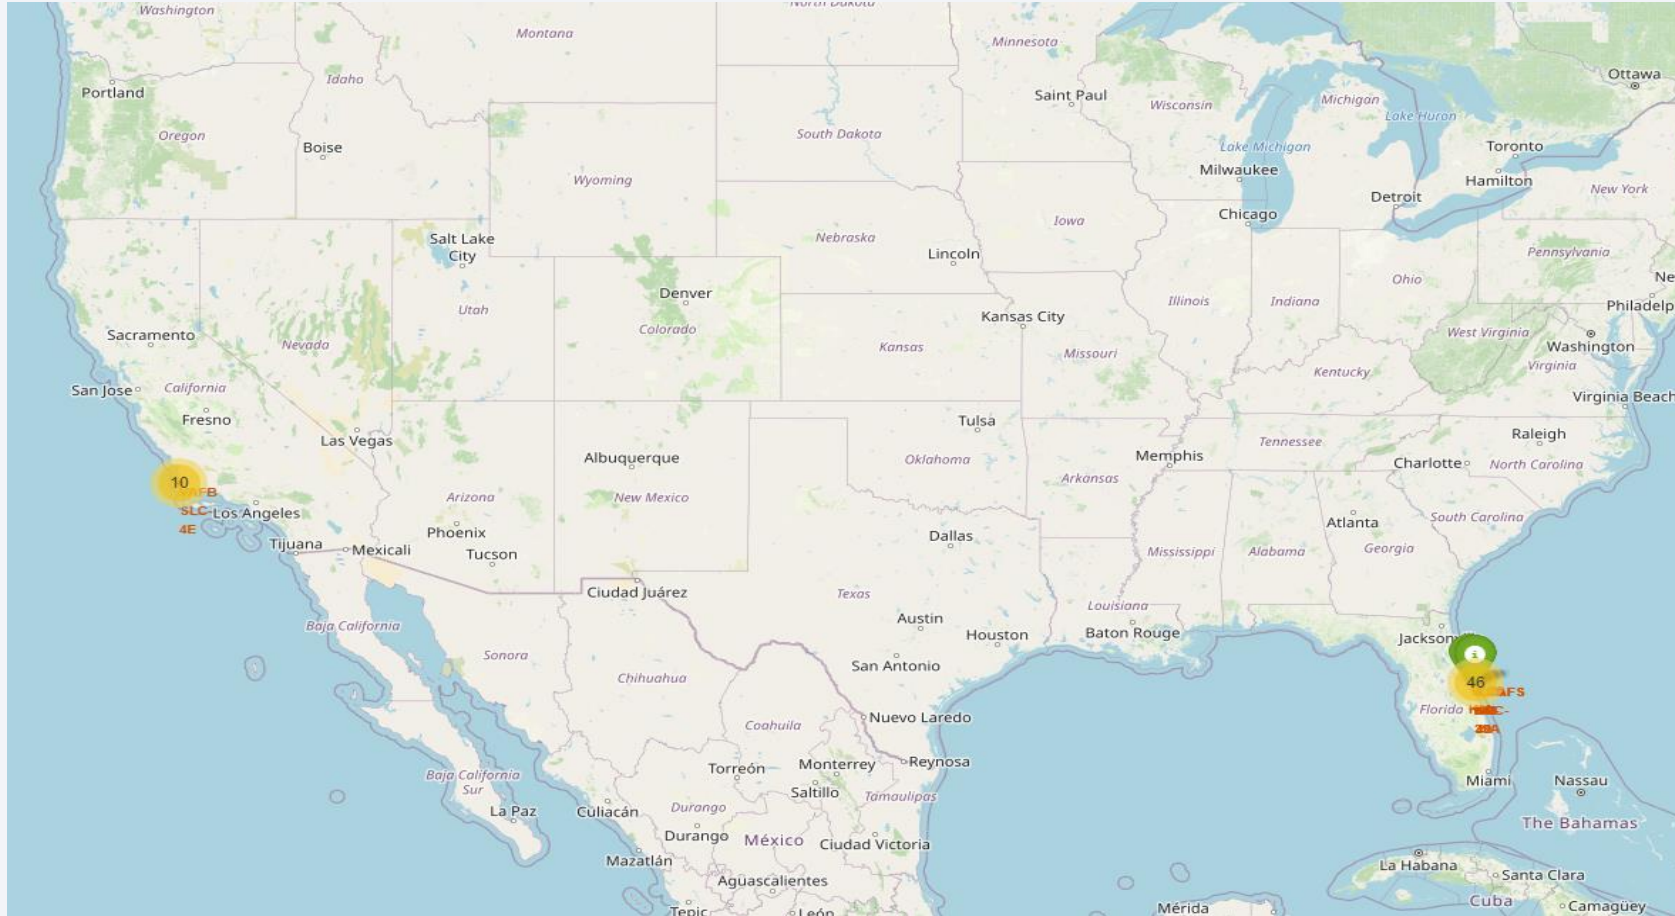 Washington
North Dakota
Montana
Minnesota
Ottawa
Idaho
Portland
Saint Paul
Wisconsin
Michigan
Lake Huron
Oregon
South Dakota
Boise
Lake Michigan
Toronto
Milwaukee
Hamilton
Wyoming
Detroit
New York
Chicago
Iowa
Nebraska
Salt Lake
City
Lincoln
Pennsylvania
Ohio
Ne
Denver
Illinois
Indiana
Philadelp
Utah
Kansas City
Colorado
Sacramento
Nevada
Kansas
Missouri
West Virginia
Washington
Virginia
Kentucky
San Jose
California
Virginia Beach
Fresno
Tulsa
Las Vegas
Raleigh
Tennessee
Albuquerque
Oklahoma
Memphis
Charlotte
North Carolina
Arkansas
10
Arizona
New Mexico
SLC-
4E
Los Angeles
South Carolina
Atlanta
Phoenix
Dallas
Tijuana
Mexicali
Tucson
Mississippi
Alabama
Georgia
Ciudad Juárez
Texas
Louisiana
Austin
Baja California
Houston
Baton Rouge
Sonora
San Antonio
i
Chihuahua
46
Florida
Nuevo Laredo
Coahuila
Torreón
Monterrey
Reynosa
Baja California
Sur
Miami
Nassau
Saltillo
Tamaulipas
La Paz
Culiacán
Durango
The Bahamas
Durango
México
Ciudad Victoria
Mazatlán
La Habana
Santa Clara
Aguascalientes
Cuba
Camagüey
Tepic
León
Mérida